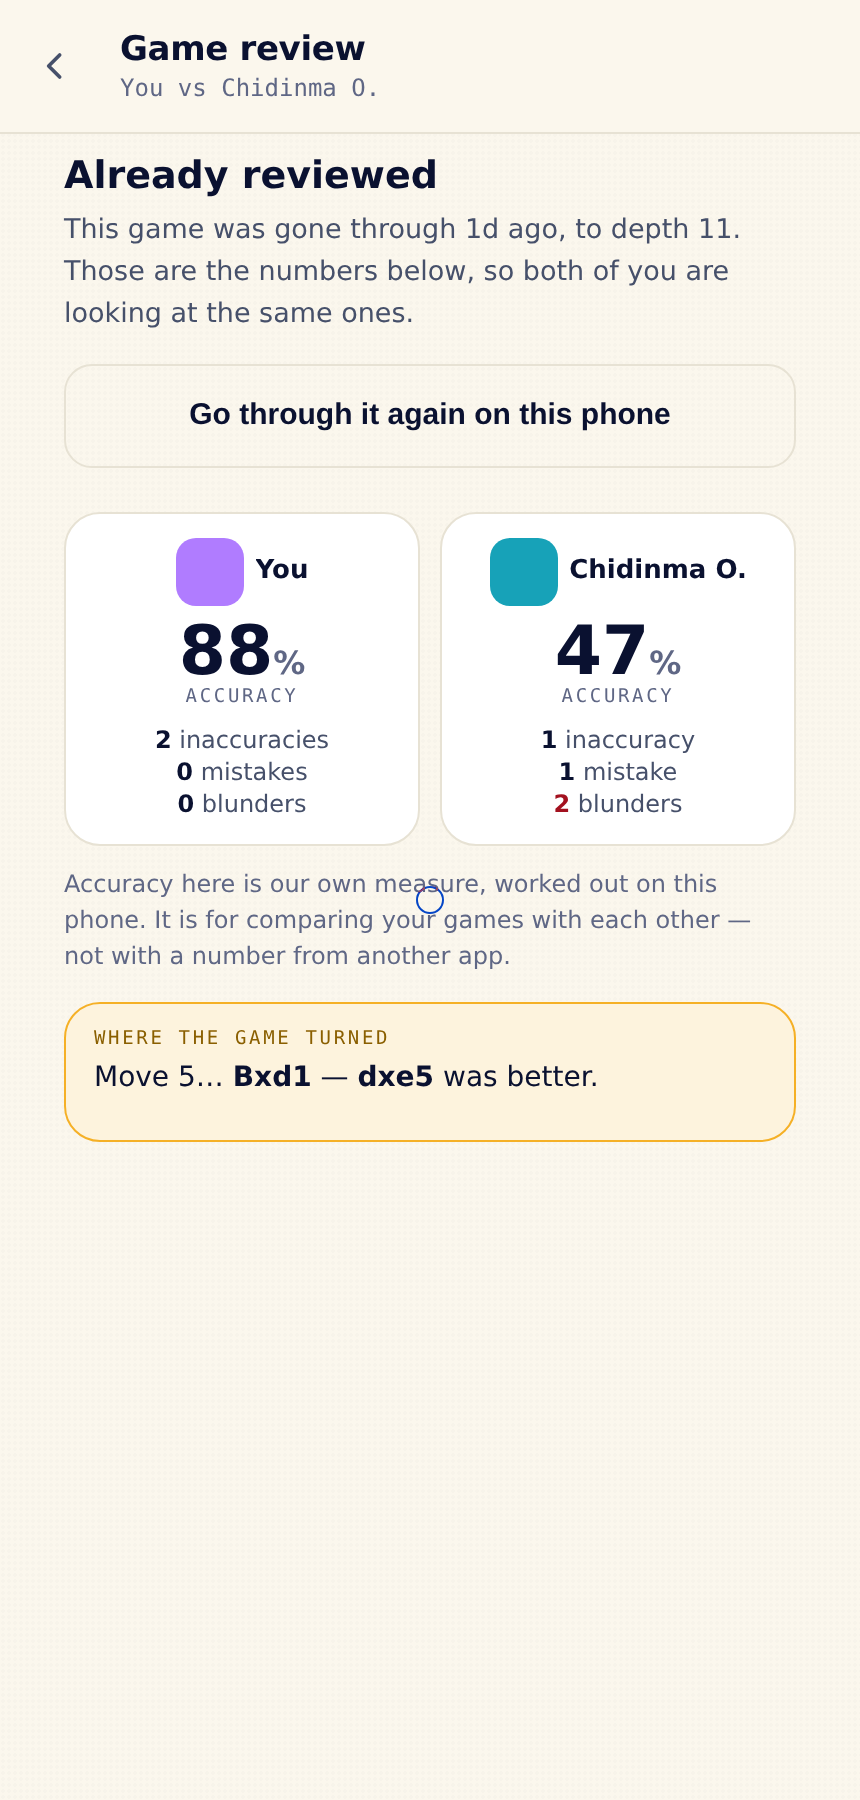 Game review
You vs Chidinma O.
Already reviewed
This game was gone through 1d ago, to depth 11.
Those are the numbers below, so both of you are
looking at the same ones.
Go through it again on this phone
You
88%
ACCURACY
2 inaccuracies
0 mistakes
0 blunders
Chidinma O.
47%
ACCURACY
1 inaccuracy
1 mistake
2 blunders
Accuracy here is our own measure, worked out on this
phone. It is for comparing your games with each other —
not with a number from another app.
WHERE THE GAME TURNED
Move 5… Bxd1 — dxe5 was better.